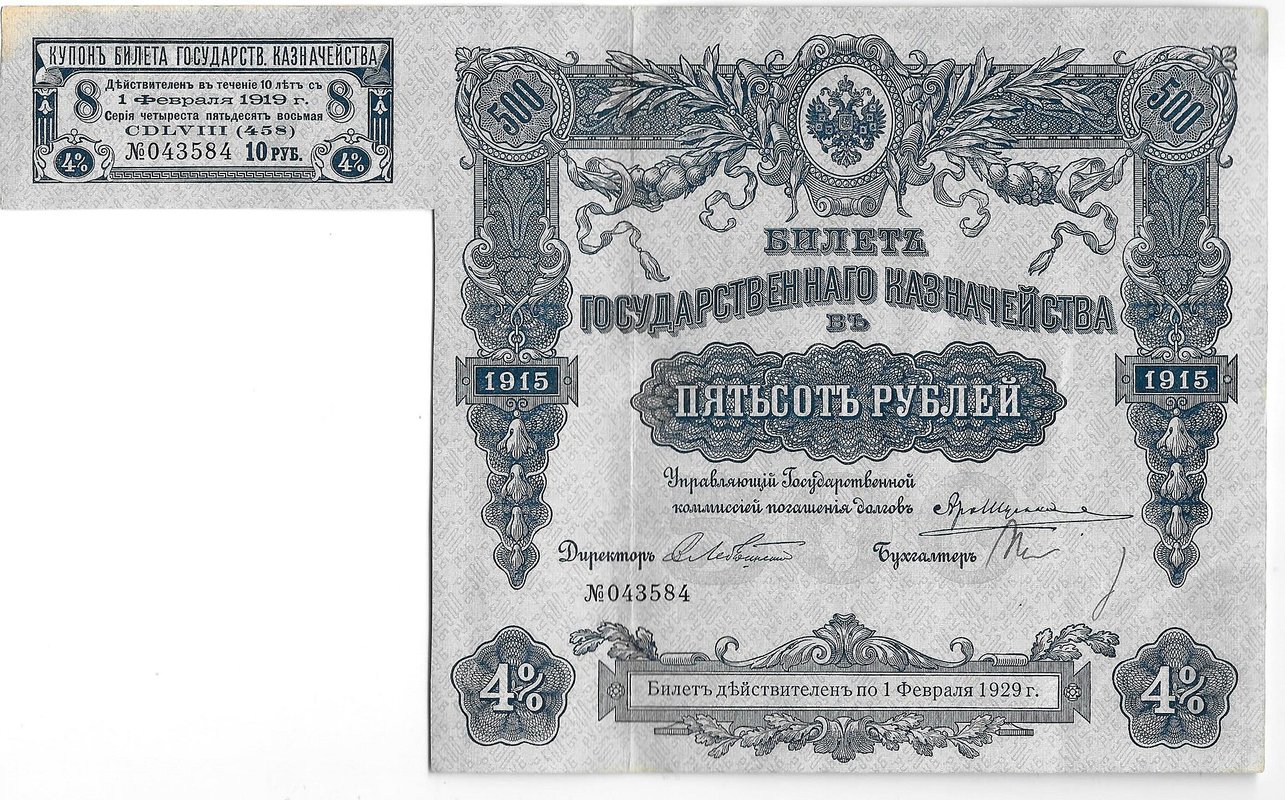 КУПОНЪ БИЛЕТА ГОСУДАРСТВ. КАЗНАЧЕЙСТВА
8 Дѣйствителенъ въ теченіе 10 лѣтъ съ 8
1 Февраля 1919 г.
Серія четыреста пятьдесят восьмая
CDLVIII (458)
4% №043584 10 РУБ. 4%
500 500
БИЛЕТЪ
ГОСУДАРСТВЕННАГО КАЗНАЧЕЙСТВА
ВЪ
1915 1915
ПЯТЬСОТЪ РУБЛЕЙ
Управляющій Государственной
коммиссіей погашенія долговъ
Директоръ Бухгалтеръ
№043584
4% 4%
Билетъ дѣйствителенъ по 1 Февраля 1929 г.